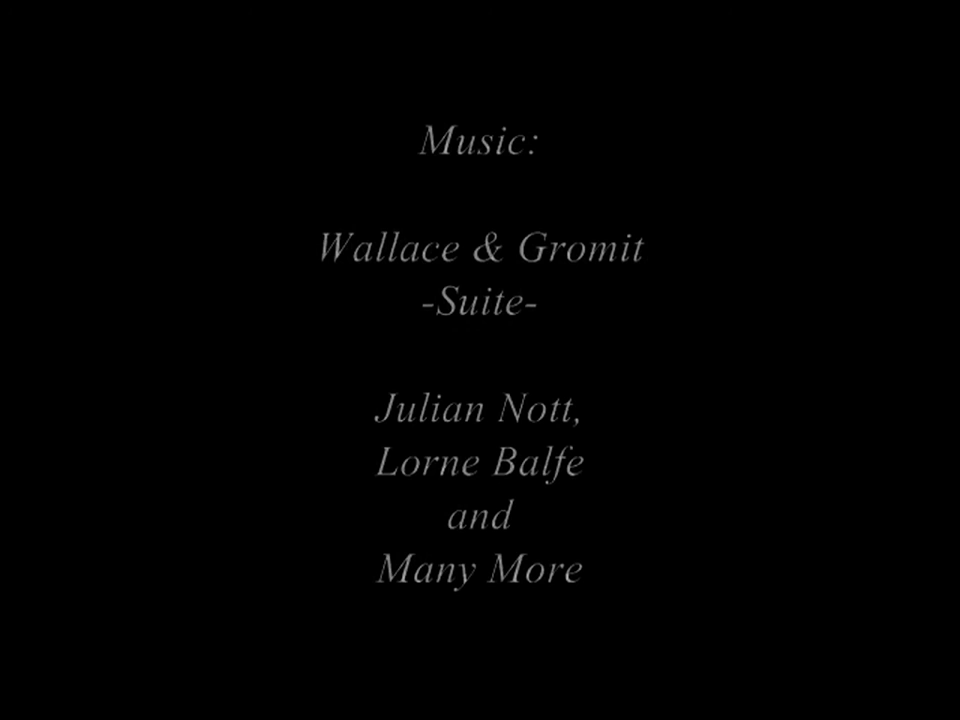 Music:
Wallace & Gromit
-Suite-
Julian Nott,
Lorne Balfe
and
Many More